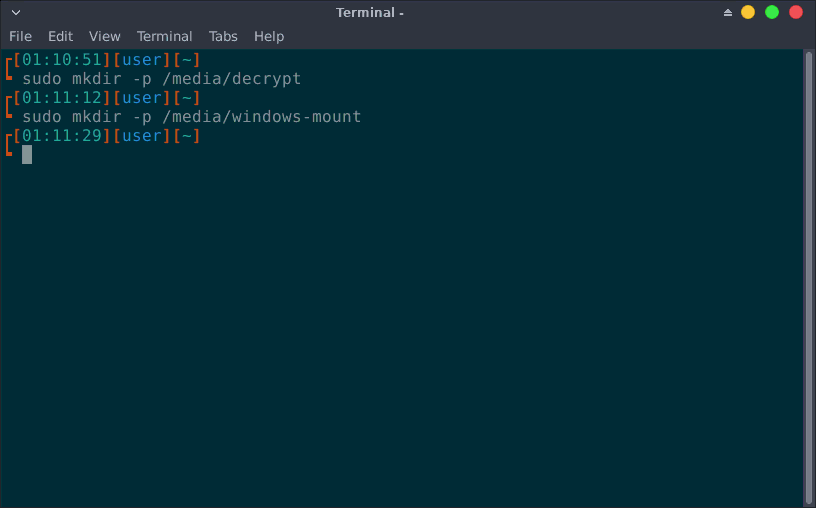 Terminal -
File Edit View Terminal Tabs Help
[01:10:51][user][~]
sudo mkdir -p /media/decrypt
[01:11:12][user][~]
sudo mkdir -p /media/windows-mount
[01:11:29][user][~]